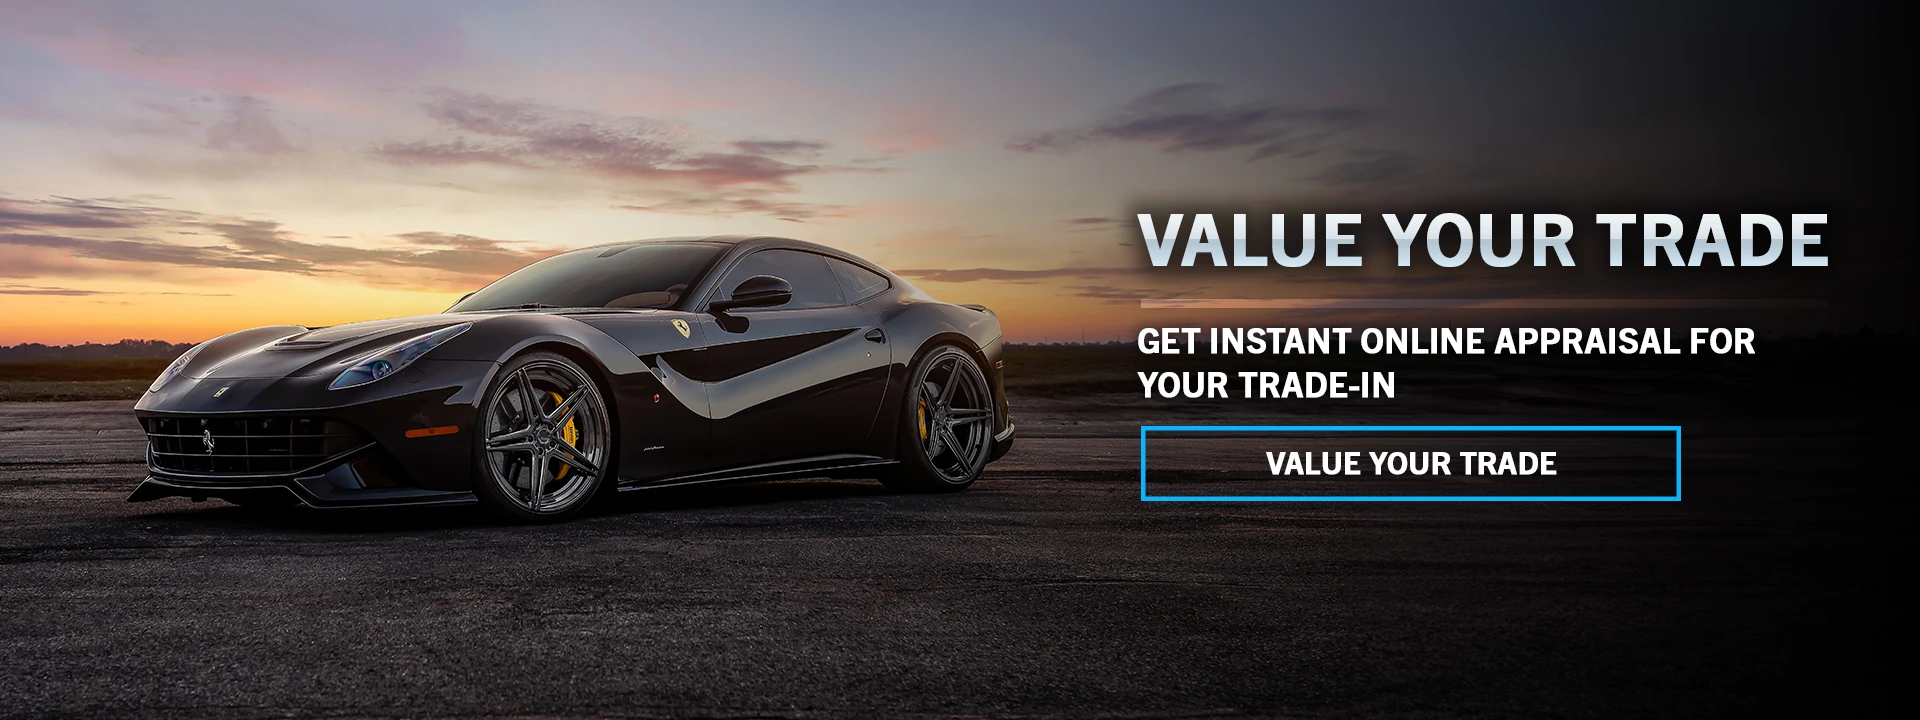 VALUE YOUR TRADE
GET INSTANT ONLINE APPRAISAL FOR
YOUR TRADE-IN
VALUE YOUR TRADE